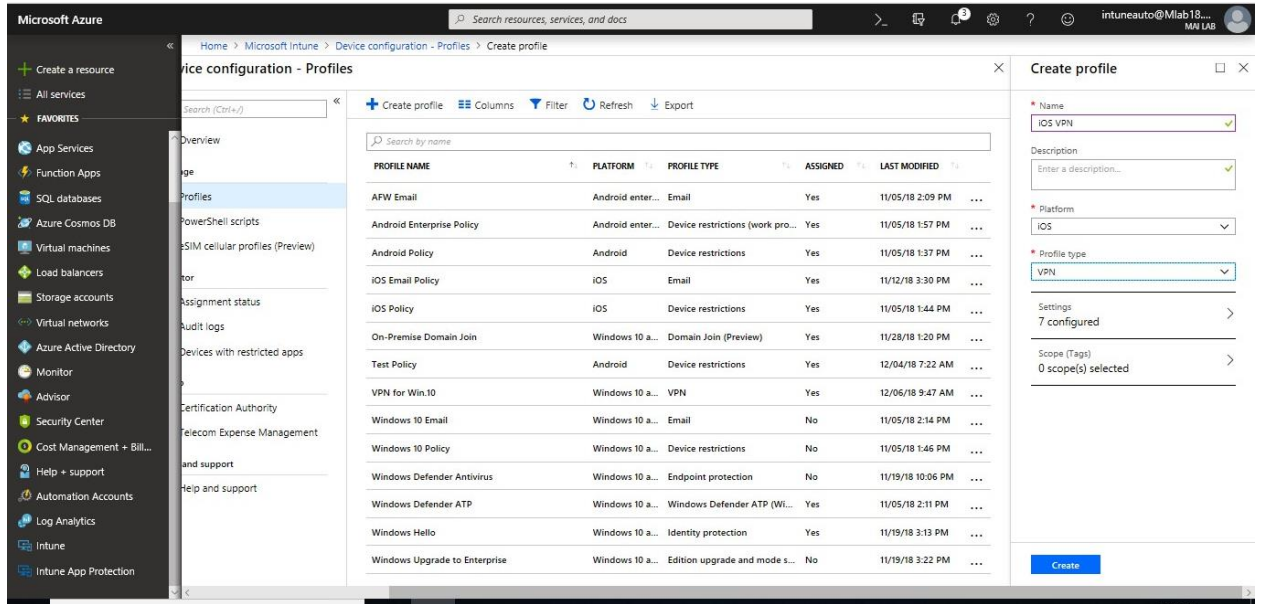 Microsoft Azure
Search resources, services, and docs
3
intuneauto@Mlab18....
MAI LAB
Home > Microsoft Intune > Device configuration - Profiles > Create profile
Create a resource
All services
FAVORITES
App Services
Function Apps
SQL databases
Azure Cosmos DB
Virtual machines
Load balancers
Storage accounts
Virtual networks
Azure Active Directory
Monitor
Advisor
Security Center
Cost Management + Bill...
Help + support
Automation Accounts
Log Analytics
Intune
Intune App Protection
vice configuration - Profiles
Search (Ctrl+/)
Overview
ge
Profiles
PowerShell scripts
eSIM cellular profiles (Preview)
tor
Assignment status
Audit logs
Devices with restricted apps
Certification Authority
Telecom Expense Management
and support
Help and support
Create profile Columns Filter Refresh Export
Search by name
PROFILE NAME PLATFORM PROFILE TYPE ASSIGNED LAST MODIFIED
AFW Email Android enter... Email Yes 11/05/18 2:09 PM ...
Android Enterprise Policy Android enter... Device restrictions (work pro... Yes 11/05/18 1:57 PM ...
Android Policy Android Device restrictions Yes 11/05/18 1:37 PM ...
iOS Email Policy iOS Email Yes 11/12/18 3:30 PM ...
iOS Policy iOS Device restrictions Yes 11/05/18 1:44 PM ...
On-Premise Domain Join Windows 10 a... Domain Join (Preview) Yes 11/28/18 1:20 PM ...
Test Policy Android Device restrictions Yes 12/04/18 7:22 AM ...
VPN for Win.10 Windows 10 a... VPN Yes 12/06/18 9:47 AM ...
Windows 10 Email Windows 10 a... Email No 11/05/18 2:14 PM ...
Windows 10 Policy Windows 10 a... Device restrictions No 11/05/18 1:46 PM ...
Windows Defender Antivirus Windows 10 a... Endpoint protection No 11/19/18 10:06 PM ...
Windows Defender ATP Windows 10 a... Windows Defender ATP (Wi... Yes 11/05/18 2:11 PM ...
Windows Hello Windows 10 a... Identity protection Yes 11/19/18 3:13 PM ...
Windows Upgrade to Enterprise Windows 10 a... Edition upgrade and mode s... No 11/19/18 3:22 PM ...
Create profile
* Name
iOS VPN
Description
Enter a description...
* Platform
iOS
* Profile type
VPN
Settings
7 configured
Scope (Tags)
0 scope(s) selected
Create